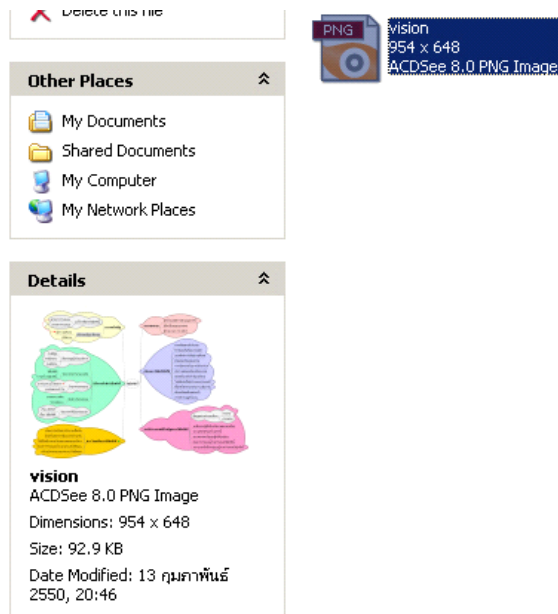 Delete this file
Other Places
My Documents
Shared Documents
My Computer
My Network Places
Details
vision
ACDSee 8.0 PNG Image
Dimensions: 954 x 648
Size: 92.9 KB
Date Modified: 13 กุมภาพันธ์
2550, 20:46
PNG
vision
954 x 648
ACDSee 8.0 PNG Image